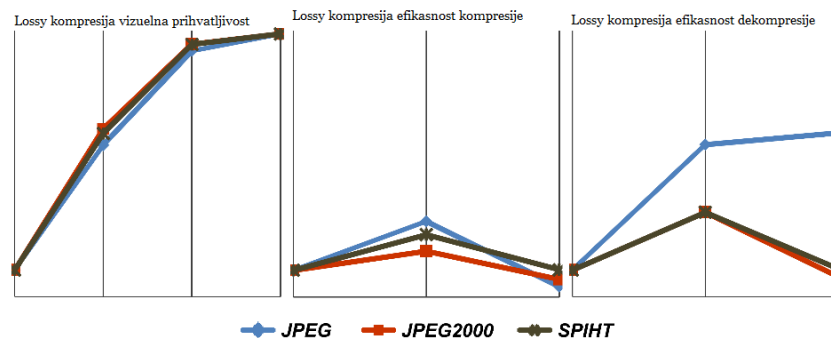 Lossy kompresija vizuelna prihvatljivost
Lossy kompresija efikasnost kompresije
Lossy kompresija efikasnost dekompresije
JPEG
JPEG2000
SPIHT